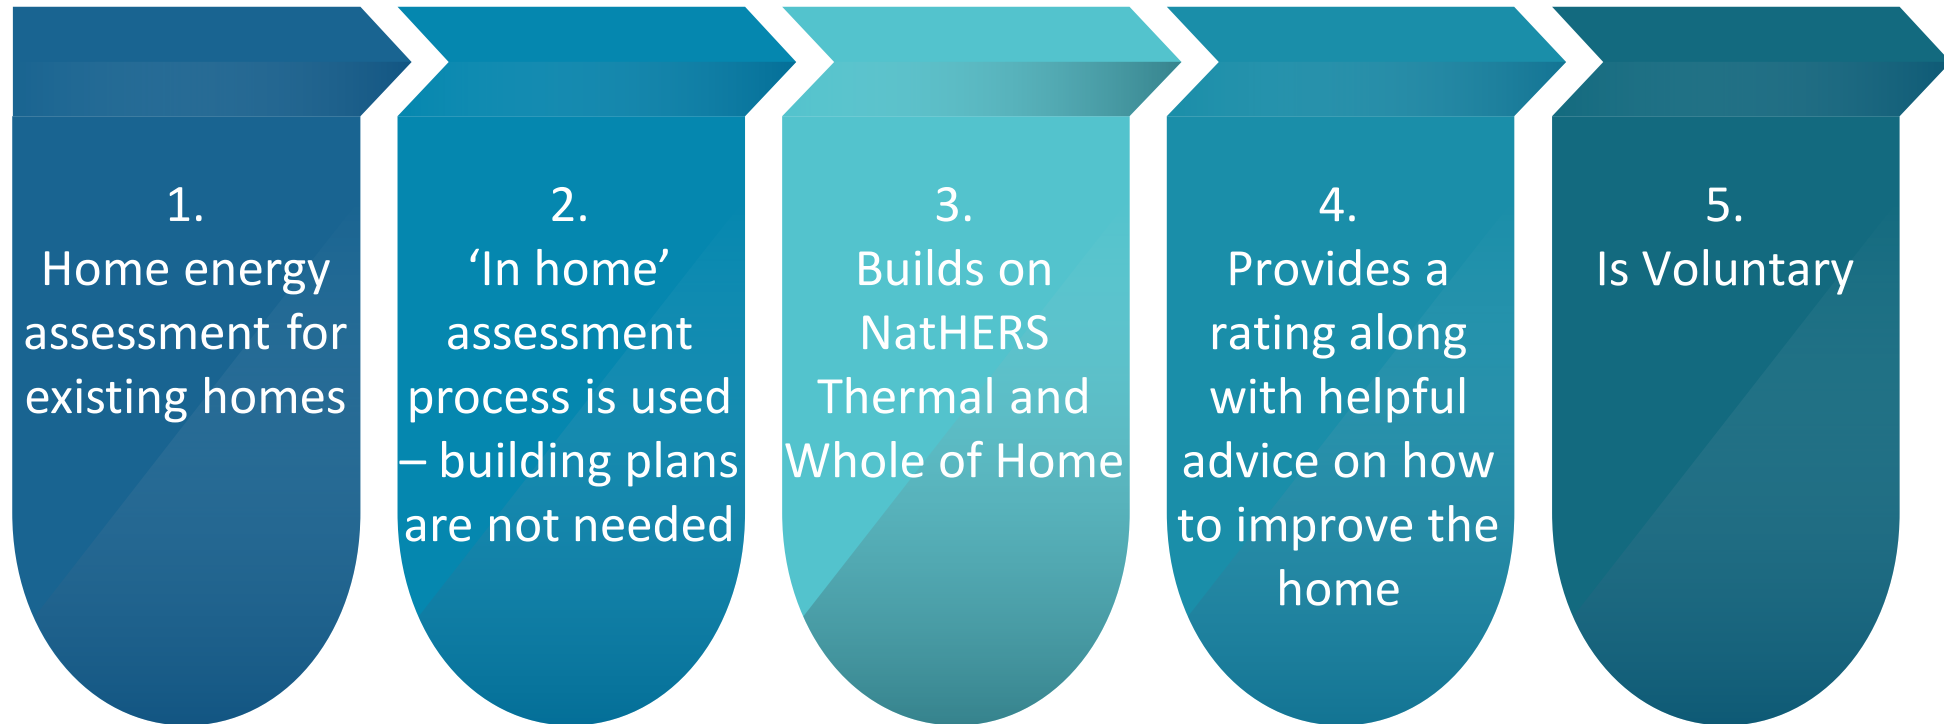 1.
Home energy
assessment for
existing homes
2.
‘In home’
assessment
process is used
– building plans
are not needed
3.
Builds on
NatHERS
Thermal and
Whole of Home
4.
Provides a
rating along
with helpful
advice on how
to improve the
home
5.
Is Voluntary